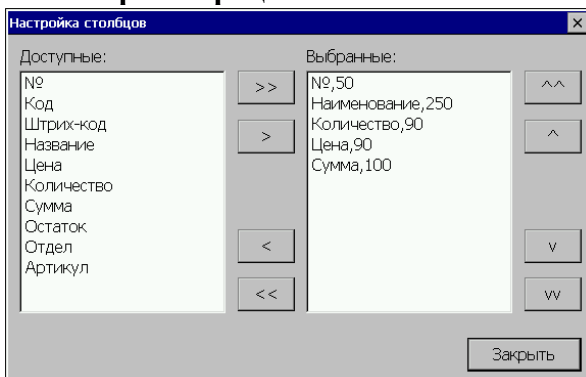 Настройка столбцов
Доступные:
№
Код
Штрих-код
Название
Цена
Количество
Сумма
Остаток
Отдел
Артикул
>>
>
<
<<
Выбранные:
№,50
Наименование,250
Количество,90
Цена,90
Сумма,100
^^
^
v
vv
Закрыть